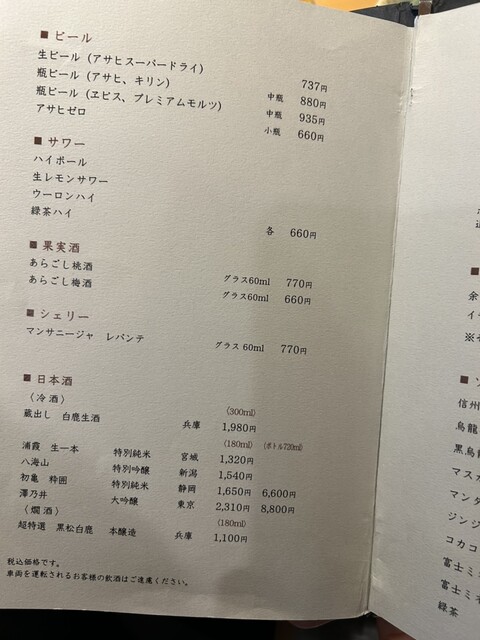 ■ ビール
生ビール（アサヒスーパードライ） 737円
瓶ビール（アサヒ、キリン） 中瓶 880円
瓶ビール（ヱビス、プレミアムモルツ） 中瓶 935円
アサヒゼロ 小瓶 660円
■ サワー
ハイボール
生レモンサワー
ウーロンハイ
緑茶ハイ
各 660円
■ 果実酒
あらごし桃酒 グラス60ml 770円
あらごし梅酒 グラス60ml 660円
■ シェリー
マンサニージャ レパンテ グラス60ml 770円
■ 日本酒
〈冷酒〉 (300ml)
蔵出し 白鹿生酒 兵庫 1,980円
(180ml) (ボトル720ml)
浦霞 生一本 特別純米 宮城 1,320円
八海山 特別吟醸 新潟 1,540円
初亀 粋囲 特別純米 静岡 1,650円 6,600円
澤乃井 大吟醸 東京 2,310円 8,800円
〈燗酒〉 (180ml)
超特選 黒松白鹿 本醸造 兵庫 1,100円
税込価格です。
車両を運転されるお客様の飲酒はご遠慮ください。
■
余
イ
※
■ ソ
信州
烏龍
黒烏
マスカ
マンタ
ジンジ
コカコ
富士ミ
富士ミネ
緑茶